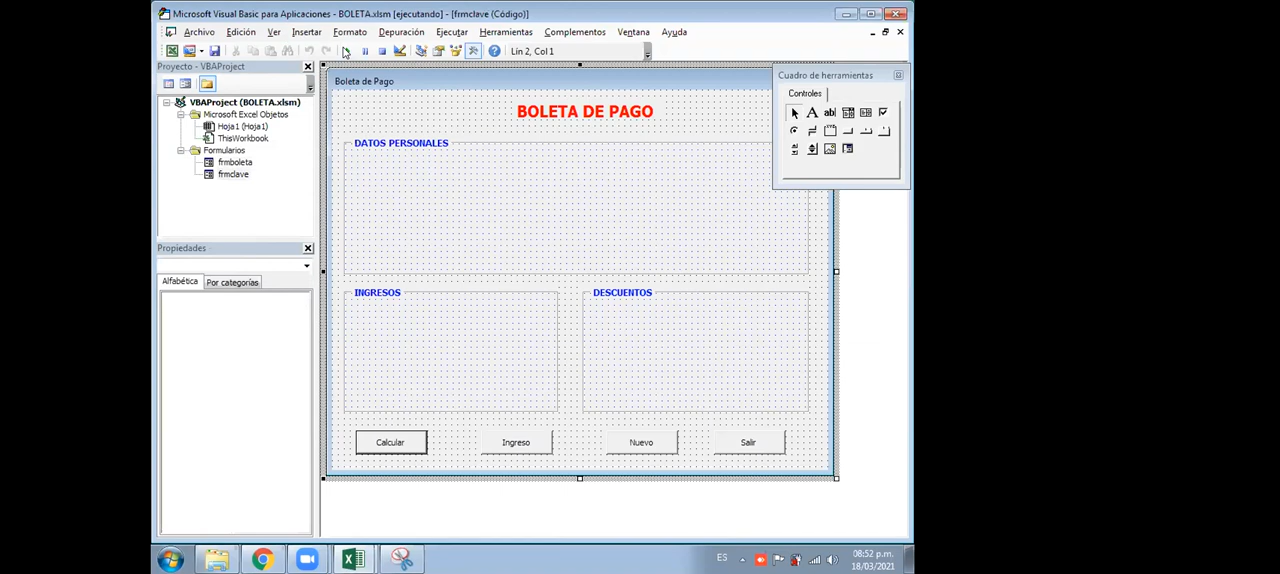 Microsoft Visual Basic para Aplicaciones - BOLETA.xlsm [ejecutando] - [frmclave (Código)]
Archivo Edición Ver Insertar Formato Depuración Ejecutar Herramientas Complementos Ventana Ayuda
Lín 2, Col 1
Proyecto - VBAProject
VBAProject (BOLETA.xlsm)
Microsoft Excel Objetos
Hoja1 (Hoja1)
ThisWorkbook
Formularios
frmboleta
frmclave
Propiedades
Alfabética Por categorías
Boleta de Pago
BOLETA DE PAGO
DATOS PERSONALES
INGRESOS
DESCUENTOS
Calcular
Ingreso
Nuevo
Salir
Cuadro de herramientas
Controles
A
ab
ES
08:52 p.m.
18/03/2021